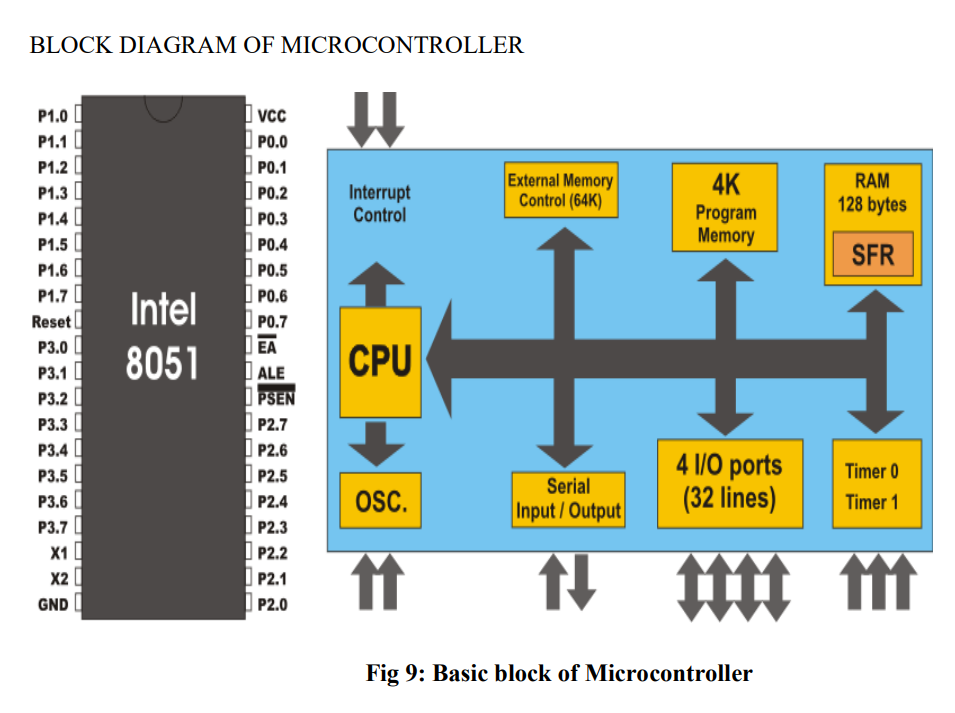 BLOCK DIAGRAM OF MICROCONTROLLER
P1.0
P1.1
P1.2
P1.3
P1.4
P1.5
P1.6
P1.7
Reset
P3.0
P3.1
P3.2
P3.3
P3.4
P3.5
P3.6
P3.7
X1
X2
GND
Intel
8051
VCC
P0.0
P0.1
P0.2
P0.3
P0.4
P0.5
P0.6
P0.7
EA
ALE
PSEN
P2.7
P2.6
P2.5
P2.4
P2.3
P2.2
P2.1
P2.0
Interrupt
Control
External Memory
Control (64K)
4K
Program
Memory
RAM
128 bytes
SFR
CPU
OSC.
Serial
Input / Output
4 I/O ports
(32 lines)
Timer 0
Timer 1
Fig 9: Basic block of Microcontroller